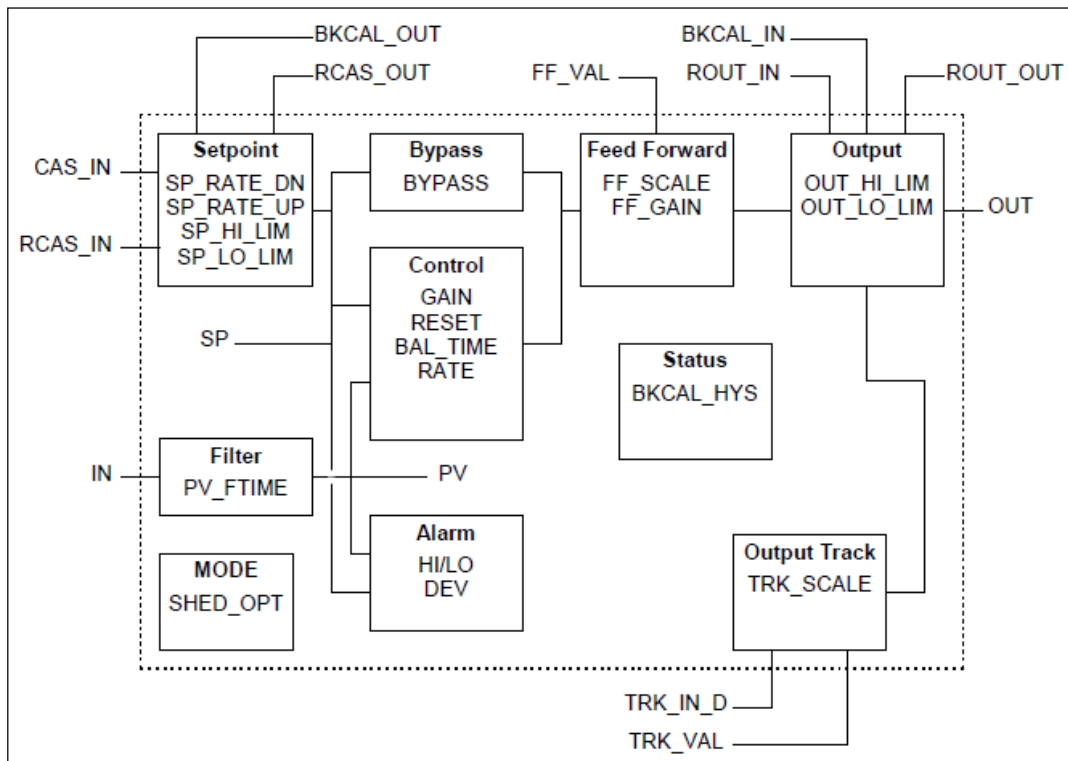 BKCAL_OUT
BKCAL_IN
RCAS_OUT
FF_VAL
ROUT_IN
ROUT_OUT
CAS_IN
RCAS_IN
Setpoint
SP_RATE_DN
SP_RATE_UP
SP_HI_LIM
SP_LO_LIM
Bypass
BYPASS
Feed Forward
FF_SCALE
FF_GAIN
Output
OUT_HI_LIM
OUT_LO_LIM
OUT
Control
GAIN
RESET
BAL_TIME
RATE
SP
Status
BKCAL_HYS
IN
Filter
PV_FTIME
PV
Alarm
HI/LO
DEV
MODE
SHED_OPT
Output Track
TRK_SCALE
TRK_IN_D
TRK_VAL